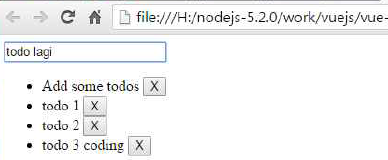 file:///H:/nodejs-5.2.0/work/vuejs/vue-
todo lagi
Add some todos X
todo 1 X
todo 2 X
todo 3 coding X